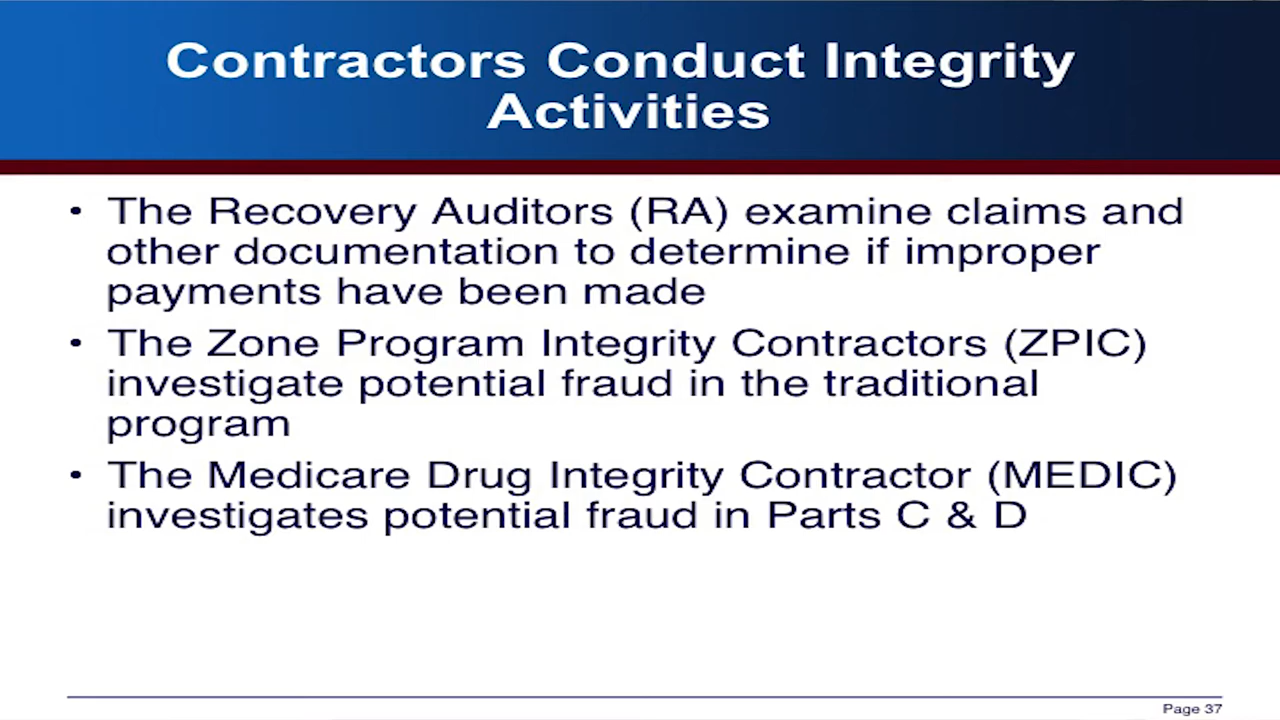 Contractors Conduct Integrity
Activities
• The Recovery Auditors (RA) examine claims and
other documentation to determine if improper
payments have been made
• The Zone Program Integrity Contractors (ZPIC)
investigate potential fraud in the traditional
program
• The Medicare Drug Integrity Contractor (MEDIC)
investigates potential fraud in Parts C & D
Page 37